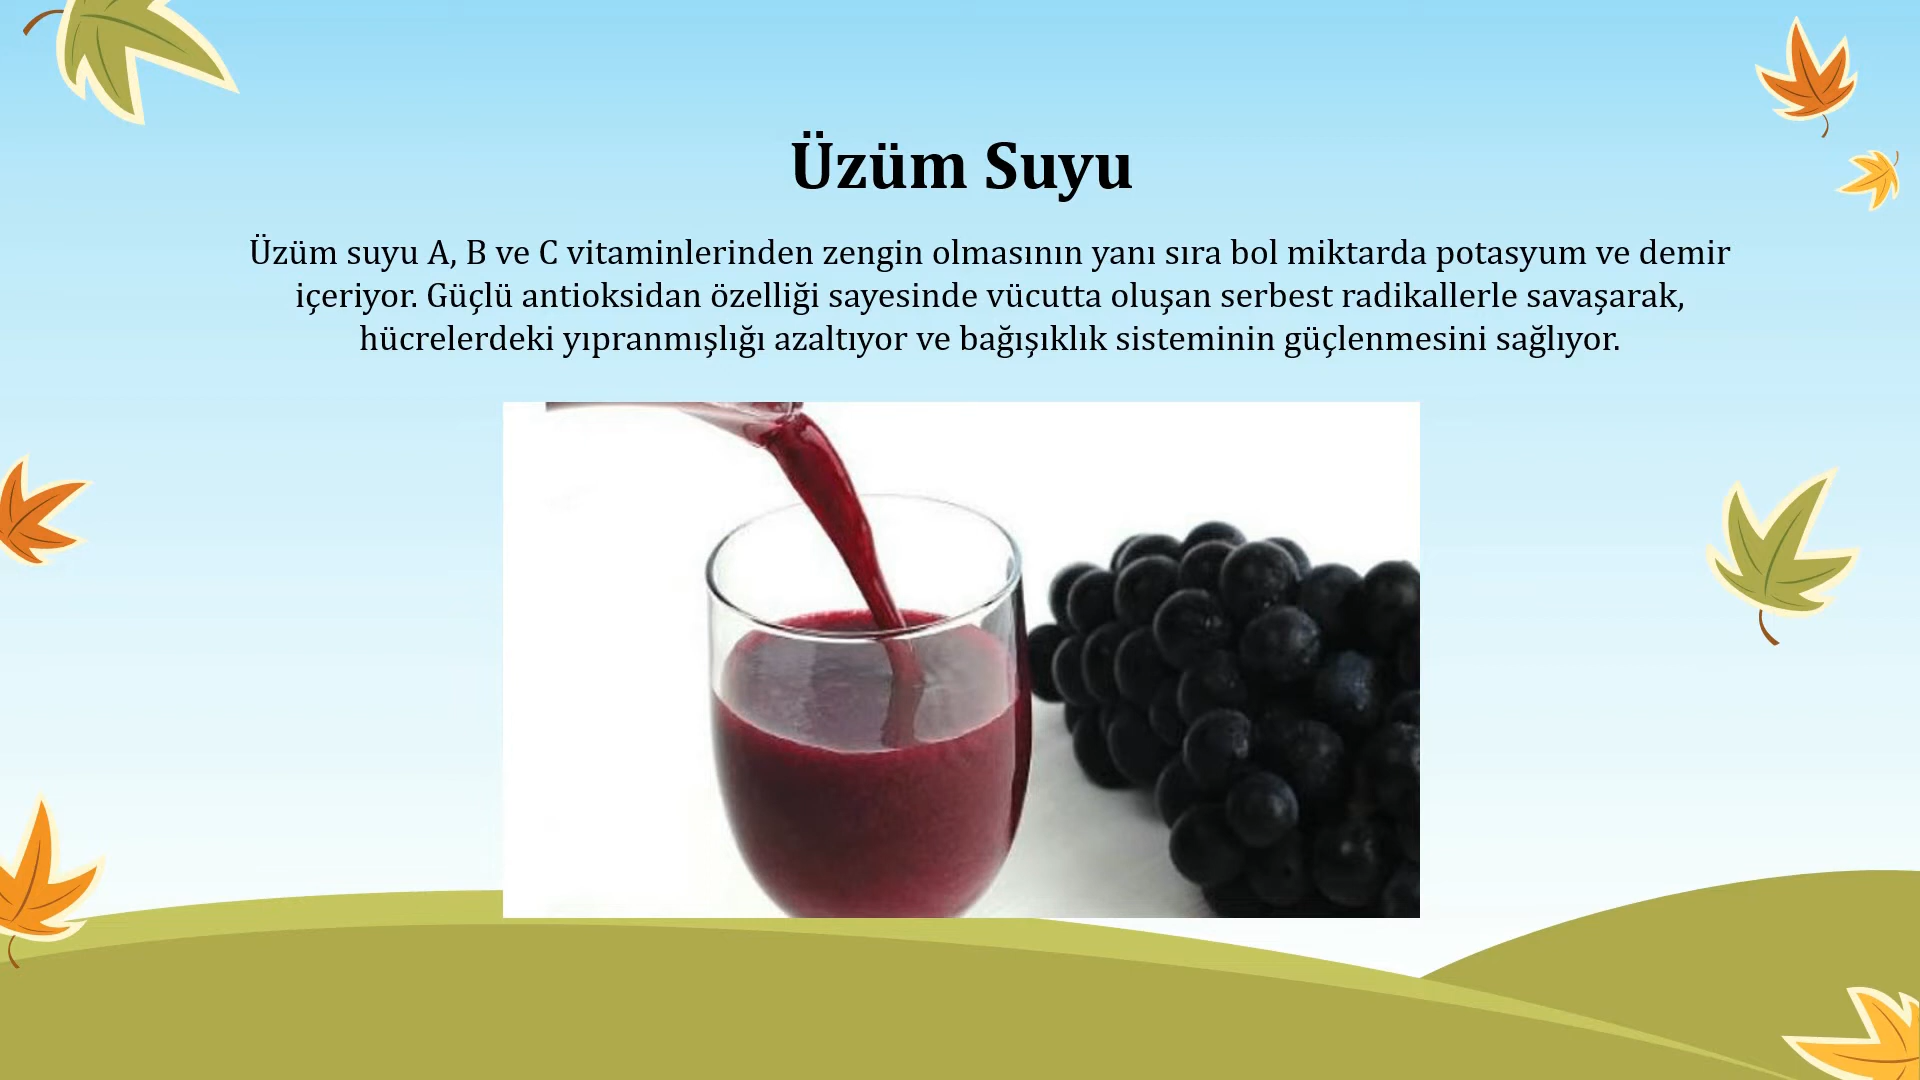 Üzüm Suyu
Üzüm suyu A, B ve C vitaminlerinden zengin olmasının yanı sıra bol miktarda potasyum ve demir
içeriyor. Güçlü antioksidan özelliği sayesinde vücutta oluşan serbest radikallerle savaşarak,
hücrelerdeki yıpranmışlığı azaltıyor ve bağışıklık sisteminin güçlenmesini sağlıyor.